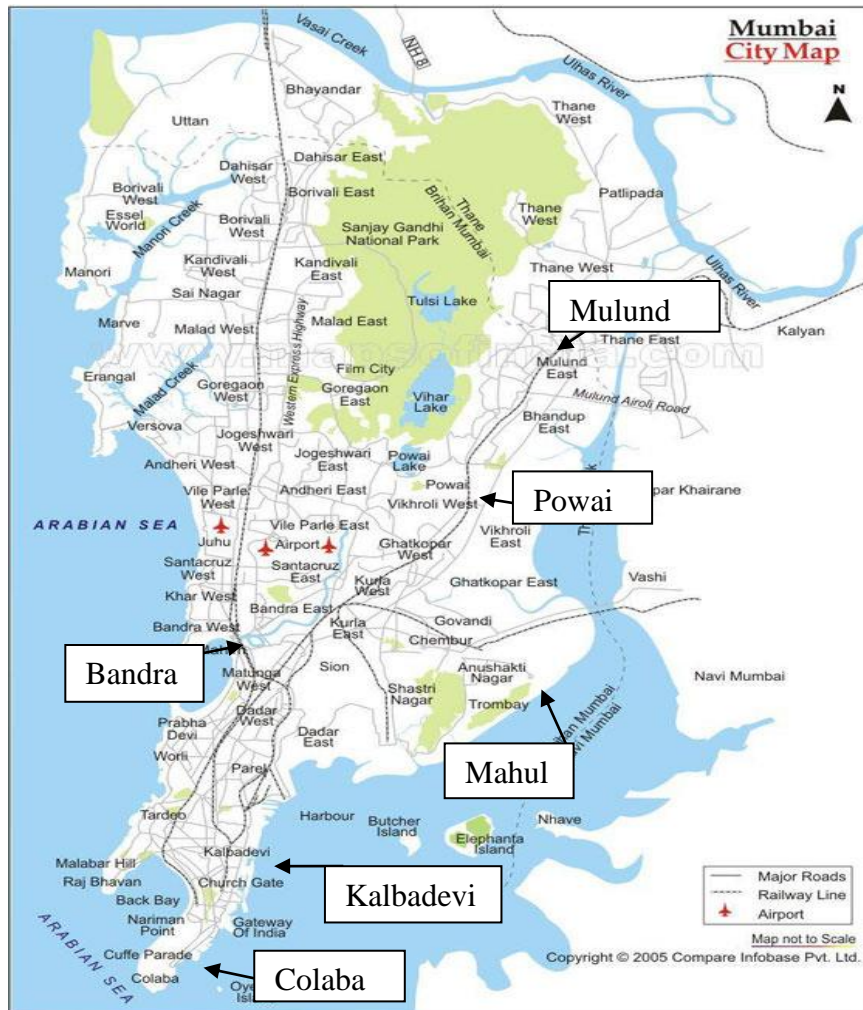 Mumbai
City Map
N
Vasai Creek
NH 8
Ulhas River
Bhayandar
Thane
West
Uttan
Dahisar
West
Dahisar East
Borivali
West
Borivali East
Patlipada
Essel
World
Manori Creek
Borivali
West
Thane
Brihan Mumbai
Thane
West
Sanjay Gandhi
National Park
Kandivali
West
Kandivali
East
Thane West
Ulhas River
Manori
Sai Nagar
Tulsi Lake
Mulund
Marve
Malad West
Western Express Highway
Malad East
Thane East
Kalyan
www.mapsofindia.com
Mulund
East
Film City
Erangal
Malad Creek
Goregaon
West
Goregaon
East
Vihar
Lake
Mulund Airoli Road
Versova
Bhandup
East
Jogeshwari
West
Jogeshwari
East
Powai
Lake
Andheri West
Powai
Vile Parle
West
Andheri East
Vikhroli West
Powai
par Khairane
ARABIAN SEA
Vile Parle East
Juhu
Airport
Ghatkopar
West
Vikhroli
East
Santacruz
West
Santacruz
East
Kurla
West
Ghatkopar East
Vashi
Khar West
Bandra East
Govandi
Bandra West
Kurla
East
Chembur
Bandra
Matunga
West
Sion
Anushakti
Nagar
Navi Mumbai
Shastri
Nagar
Trombay
Dadar
West
Prabha
Devi
Dadar
East
Mahul
Worli
Parel
Tardeo
Harbour
Butcher
Island
Nhave
Elephanta
Island
Kalbadevi
Malabar Hill
Kalbadevi
Raj Bhavan
Church Gate
Back Bay
Nariman
Point
Gateway
Of India
Major Roads
Railway Line
Airport
Map not to Scale
ARABIAN SEA
Cuffe Parade
Colaba
Colaba
Copyright © 2005 Compare Infobase Pvt. Ltd.